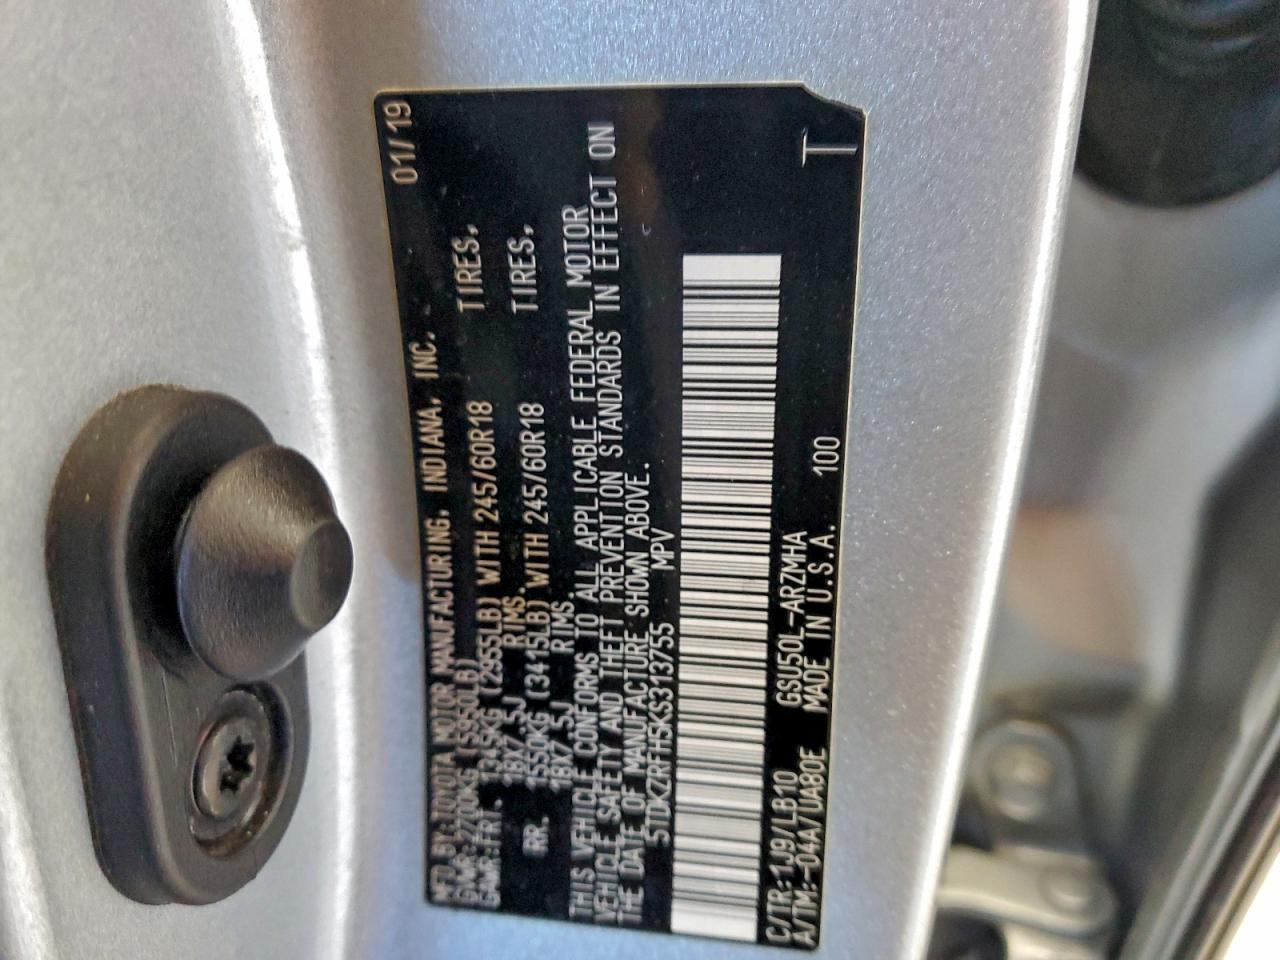 MFD. BY: TOYOTA MOTOR MANUFACTURING, INDIANA, INC. 01/19
GVWR: 2700KG (5950LB)
GAWR: FRT. 1345KG (2955LB) WITH 245/60R18 TIRES,
18X7.5J RIMS.
RR. 1550KG (3415LB) WITH 245/60R18 TIRES,
18X7.5J RIMS.
THIS VEHICLE CONFORMS TO ALL APPLICABLE FEDERAL MOTOR
VEHICLE SAFETY AND THEFT PREVENTION STANDARDS IN EFFECT ON
THE DATE OF MANUFACTURE SHOWN ABOVE.
5TDKZRFH5KS313755 MPV
C/TR:1J9/LB10 GSU50L-ARZMHA
A/TM:-04A/UA80E MADE IN U.S.A. 100
T